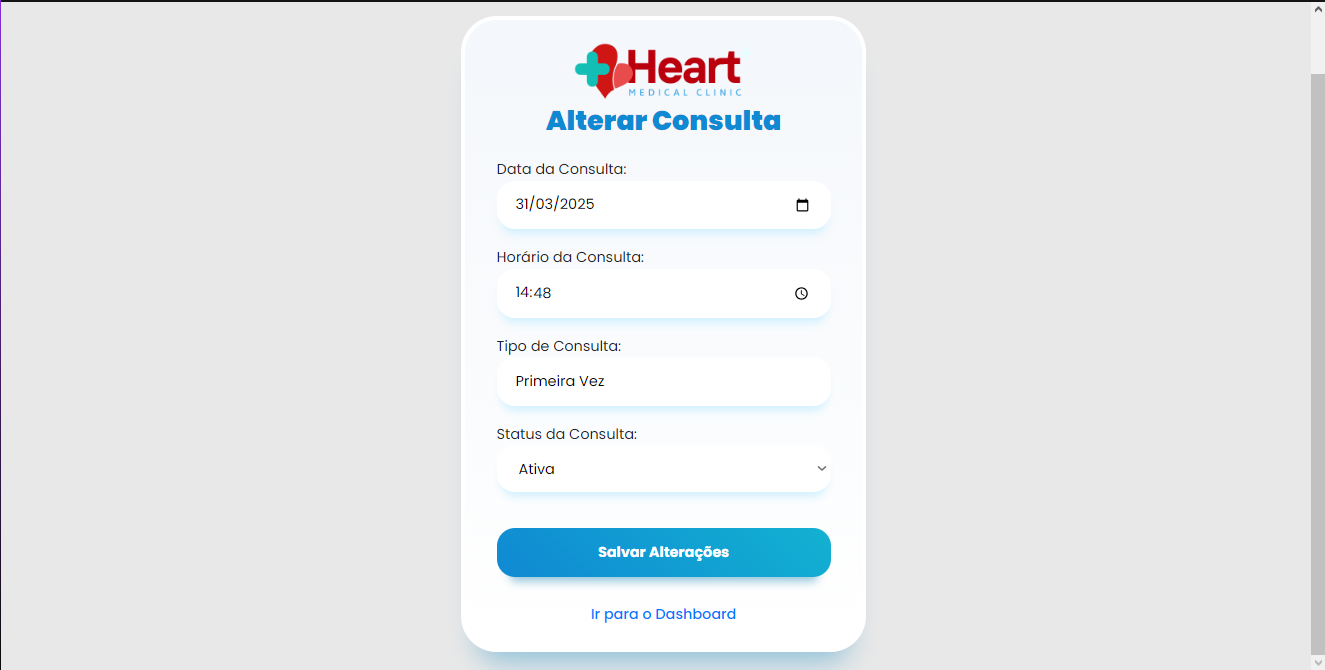 Heart
MEDICAL CLINIC
Alterar Consulta
Data da Consulta:
31/03/2025
Horário da Consulta:
14:48
Tipo de Consulta:
Primeira Vez
Status da Consulta:
Ativa
Salvar Alterações
Ir para o Dashboard